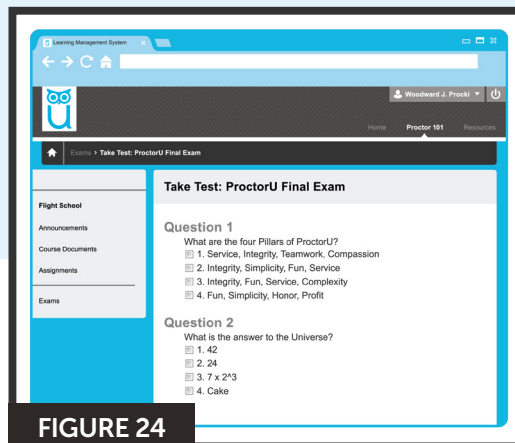 Learning Management System
Woodward J. Procki
Home Proctor 101 Resources
Exams > Take Test: ProctorU Final Exam
Flight School
Announcements
Course Documents
Assignments
Exams
Take Test: ProctorU Final Exam
Question 1
What are the four Pillars of ProctorU?
1. Service, Integrity, Teamwork, Compassion
2. Integrity, Simplicity, Fun, Service
3. Integrity, Fun, Service, Complexity
4. Fun, Simplicity, Honor, Profit
Question 2
What is the answer to the Universe?
1. 42
2. 24
3. 7 x 2^3
4. Cake
FIGURE 24